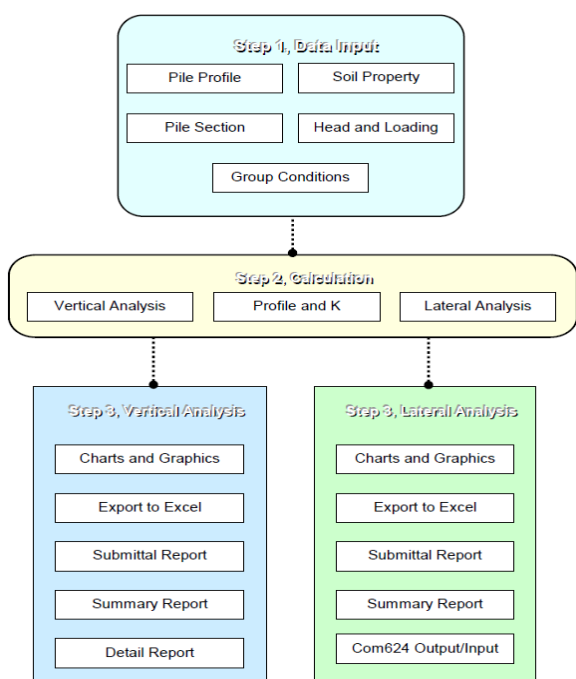 Step 1, Data Input
Pile Profile
Soil Property
Pile Section
Head and Loading
Group Conditions
Step 2, Calculation
Vertical Analysis
Profile and K
Lateral Analysis
Step 3, Vertical Analysis
Charts and Graphics
Export to Excel
Submittal Report
Summary Report
Detail Report
Step 3, Lateral Analysis
Charts and Graphics
Export to Excel
Submittal Report
Summary Report
Com624 Output/Input